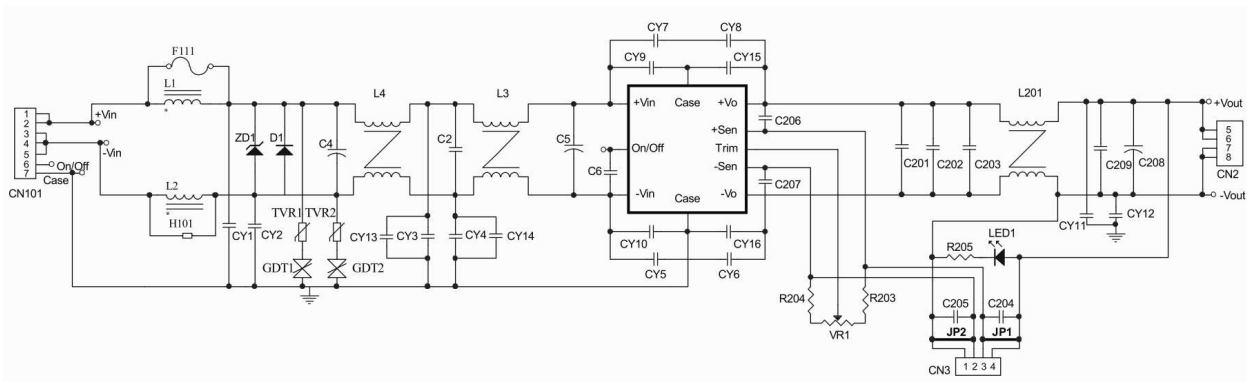 CY7 CY8
F111
CY9 CY15
L1
L4 L3 L201
+Vin
+Vin Case +Vo
+Vout
1
2
3
4
5
6
7
CN101
-Vin
On/Off
Case
ZD1 D1
C4 C2 C5
C6
On/Off
+Sen
Trim
-Sen
C206
C207
C201 C202 C203
C209 C208
5
6
7
8
CN2
L2
-Vin Case -Vo
-Vout
H101
CY1 CY2
TVR1 TVR2
GDT1 GDT2
CY13 CY3 CY4 CY14
CY10 CY16
CY5 CY6
CY11 CY12
LED1
R205
R204 R203
VR1
C205 C204
JP2 JP1
1 2 3 4
CN3